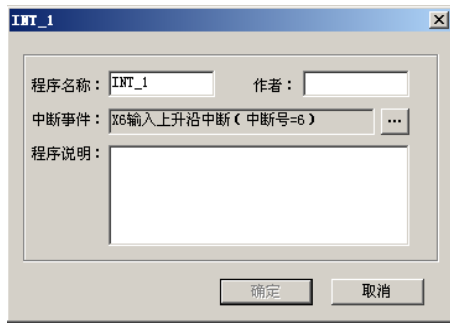 INT_1
程序名称： INT_1 作者：
中断事件： X6输入上升沿中断（中断号=6） ...
程序说明：
确定 取消